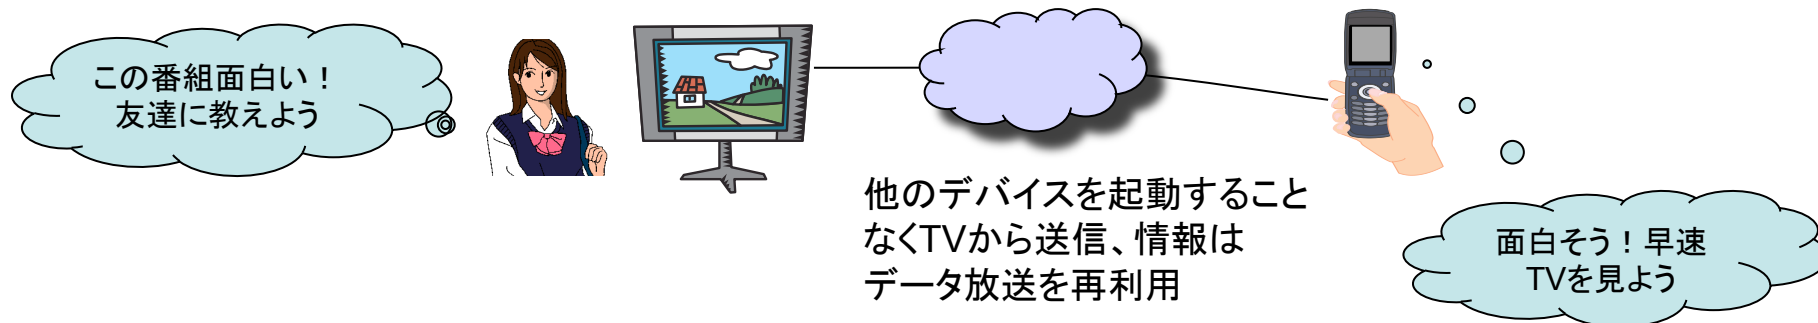 この番組面白い！
友達に教えよう
他のデバイスを起動すること
なくTVから送信、情報は
データ放送を再利用
面白そう！早速
TVを見よう